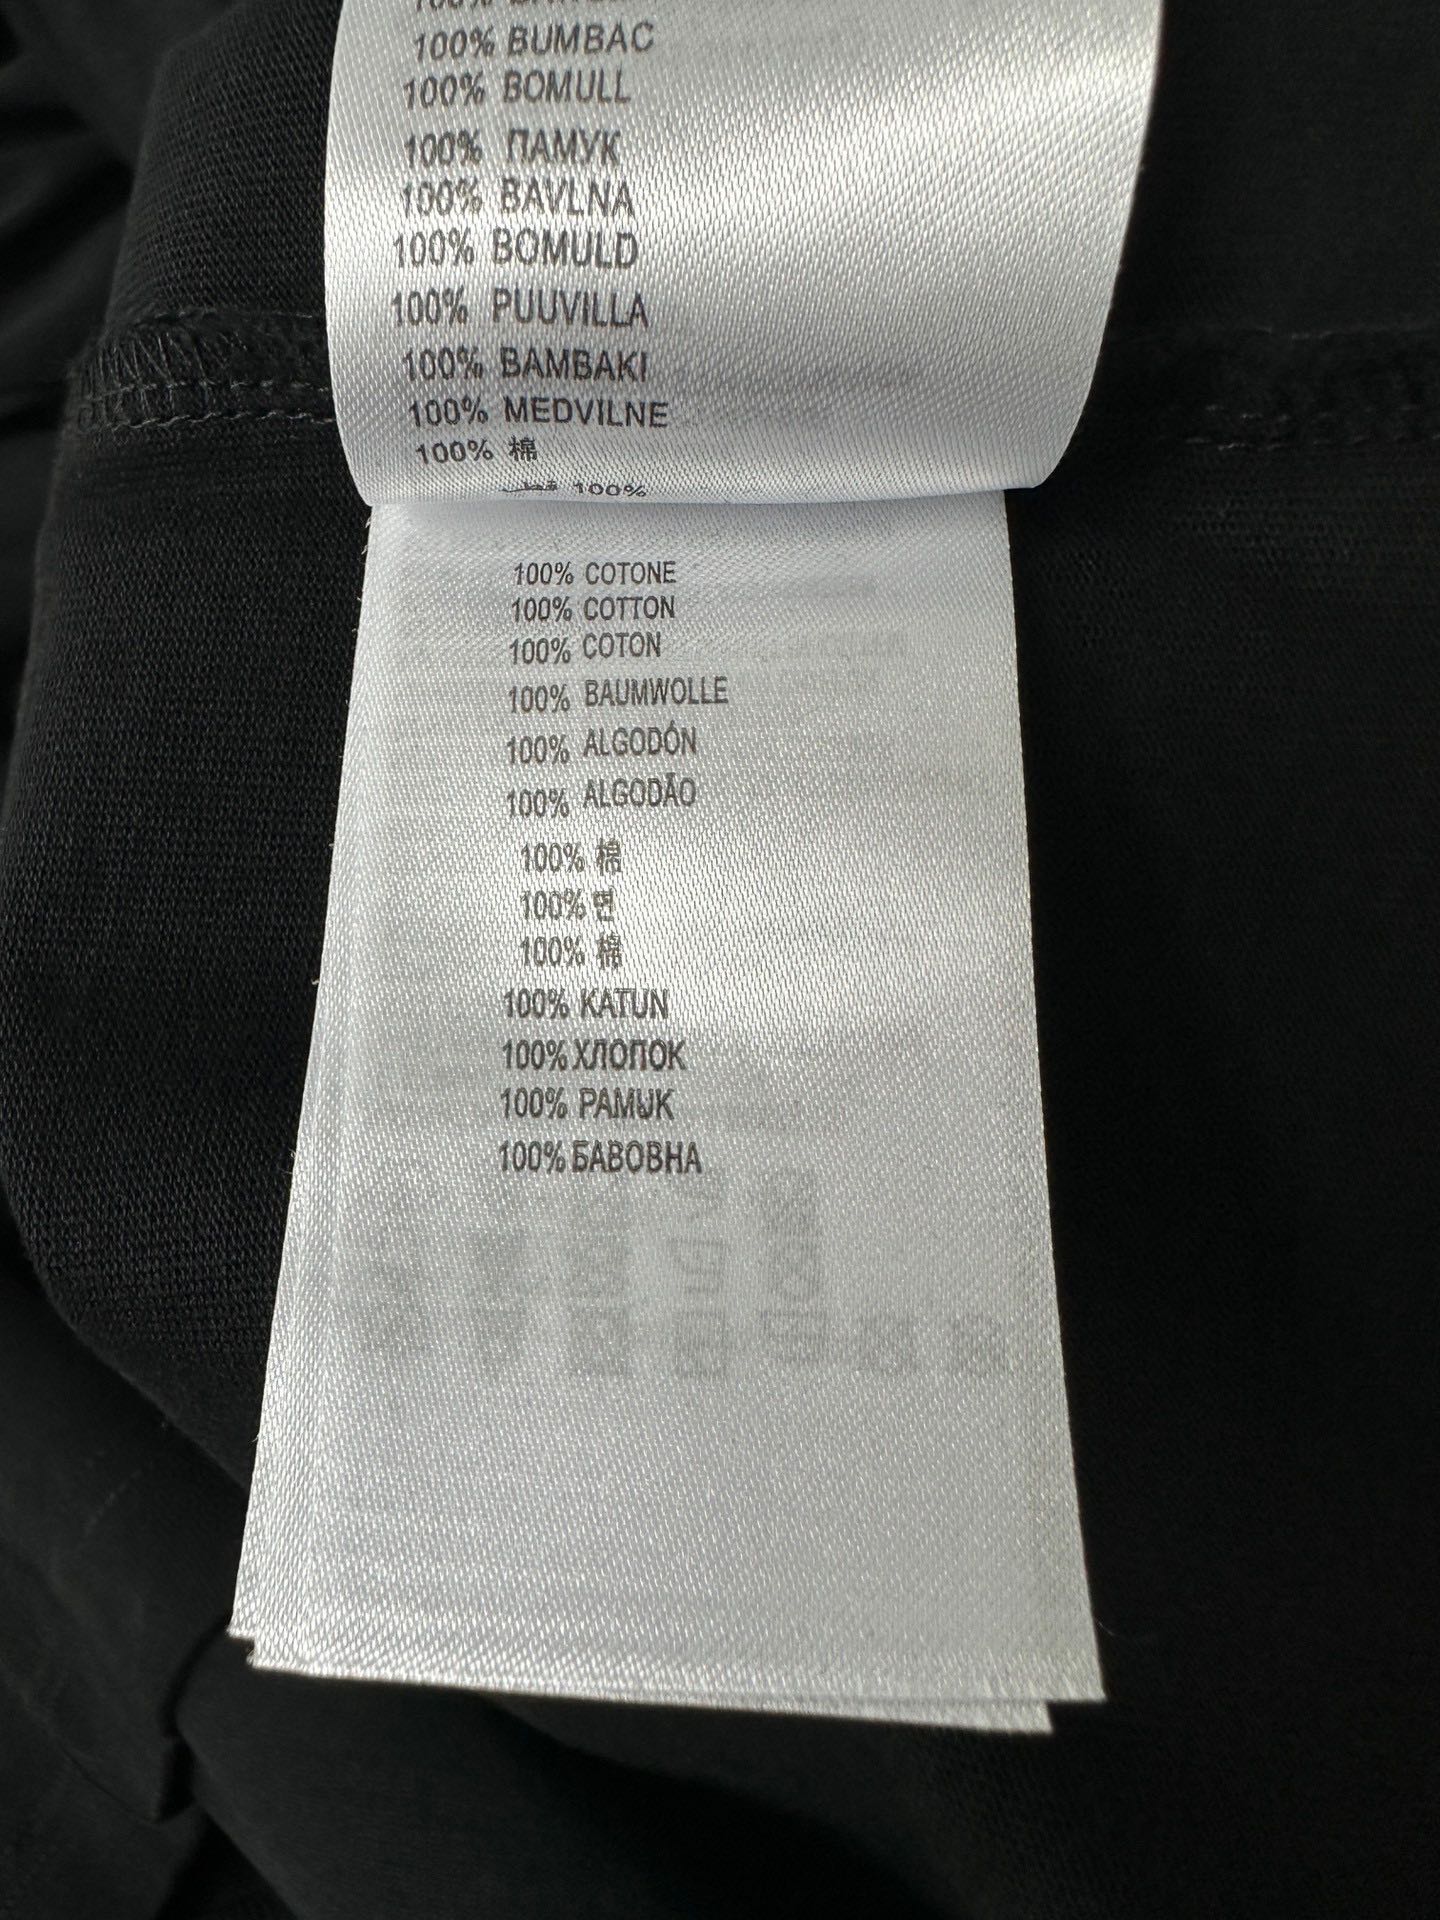 100% BUMBAC
100% BOMULL
100% ПАМУК
100% BAVLNA
100% BOMULD
100% PUUVILLA
100% BAMBAKI
100% MEDVILNE
100% 棉
100%
100% COTONE
100% COTTON
100% COTON
100% BAUMWOLLE
100% ALGODÓN
100% ALGODÃO
100% 棉
100% 면
100% 棉
100% KATUN
100% ХЛОПОК
100% PAMUK
100% БАВОВНА